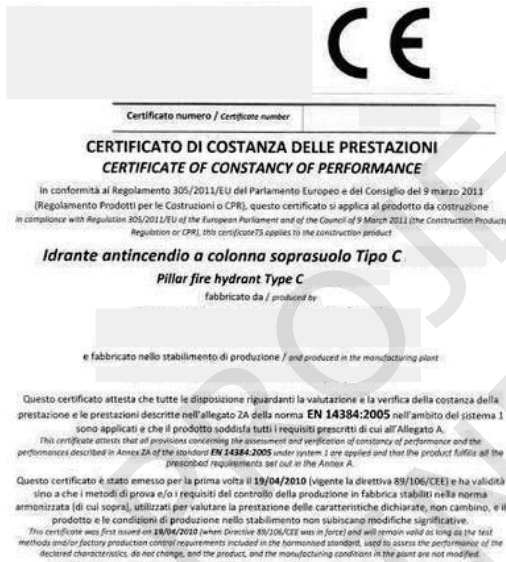 CE
Certificato numero / Certificate number
CERTIFICATO DI COSTANZA DELLE PRESTAZIONI
CERTIFICATE OF CONSTANCY OF PERFORMANCE
In conformità al Regolamento 305/2011/EU del Parlamento Europeo e del Consiglio del 9 marzo 2011
(Regolamento Prodotti per le Costruzioni o CPR), questo certificato si applica al prodotto da costruzione
in compliance with Regulation 305/2011/EU of the European Parliament and of the Council of 9 March 2011 (the Construction Products
Regulation or CPR), this certificateTS applies to the construction product
Idrante antincendio a colonna soprasuolo Tipo C
Pillar fire hydrant Type C
fabbricato da / produced by
e fabbricato nello stabilimento di produzione / and produced in the manufacturing plant
Questo certificato attesta che tutte le disposizione riguardanti la valutazione e la verifica della costanza della
prestazione e le prestazioni descritte nell'allegato ZA della norma EN 14384:2005 nell'ambito del sistema 1
sono applicati e che il prodotto soddisfa tutti i requisiti prescritti di cui all'Allegato A.
This certificate attests that all provisions concerning the assessment and verification of constancy of performance and the
performances described in Annex ZA of the standard EN 14384:2005 under system 1 are applied and that the product fulfils all the
prescribed requirements set out in the Annex A.
Questo certificato è stato emesso per la prima volta il 19/04/2010 (vigente la direttiva 89/106/CEE) e ha validità
sino a che i metodi di prova e/o i requisiti del controllo della produzione in fabbrica stabiliti nella norma
armonizzata (di cui sopra), utilizzati per valutare la prestazione delle caratteristiche dichiarate, non cambino, e il
prodotto e le condizioni di produzione nello stabilimento non subiscano modifiche significative.
This certificate was first issued on 19/04/2010 (when Directive 89/106/CEE was in force) and will remain valid as long as the test
methods and/or factory production control requirements included in the harmonised standard, used to assess the performance of the
declared characteristics, do not change, and the product, and the manufacturing conditions in the plant are not modified